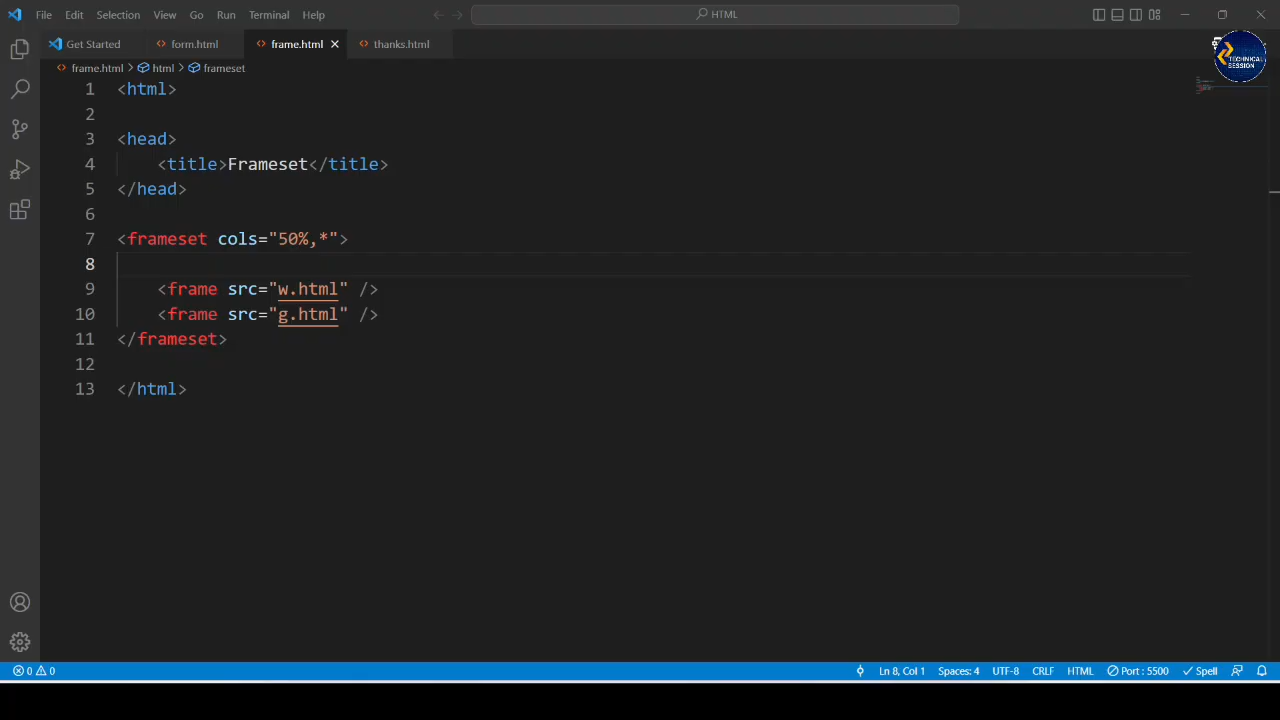 File Edit Selection View Go Run Terminal Help HTML
Get Started form.html frame.html thanks.html
TECHNICAL
SESSION
frame.html > html > frameset
1 <html>
2
3 <head>
4 <title>Frameset</title>
5 </head>
6
7 <frameset cols="50%,*">
8
9 <frame src="w.html" />
10 <frame src="g.html" />
11 </frameset>
12
13 </html>
0 0 Ln 8, Col 1 Spaces: 4 UTF-8 CRLF HTML Port : 5500 Spell